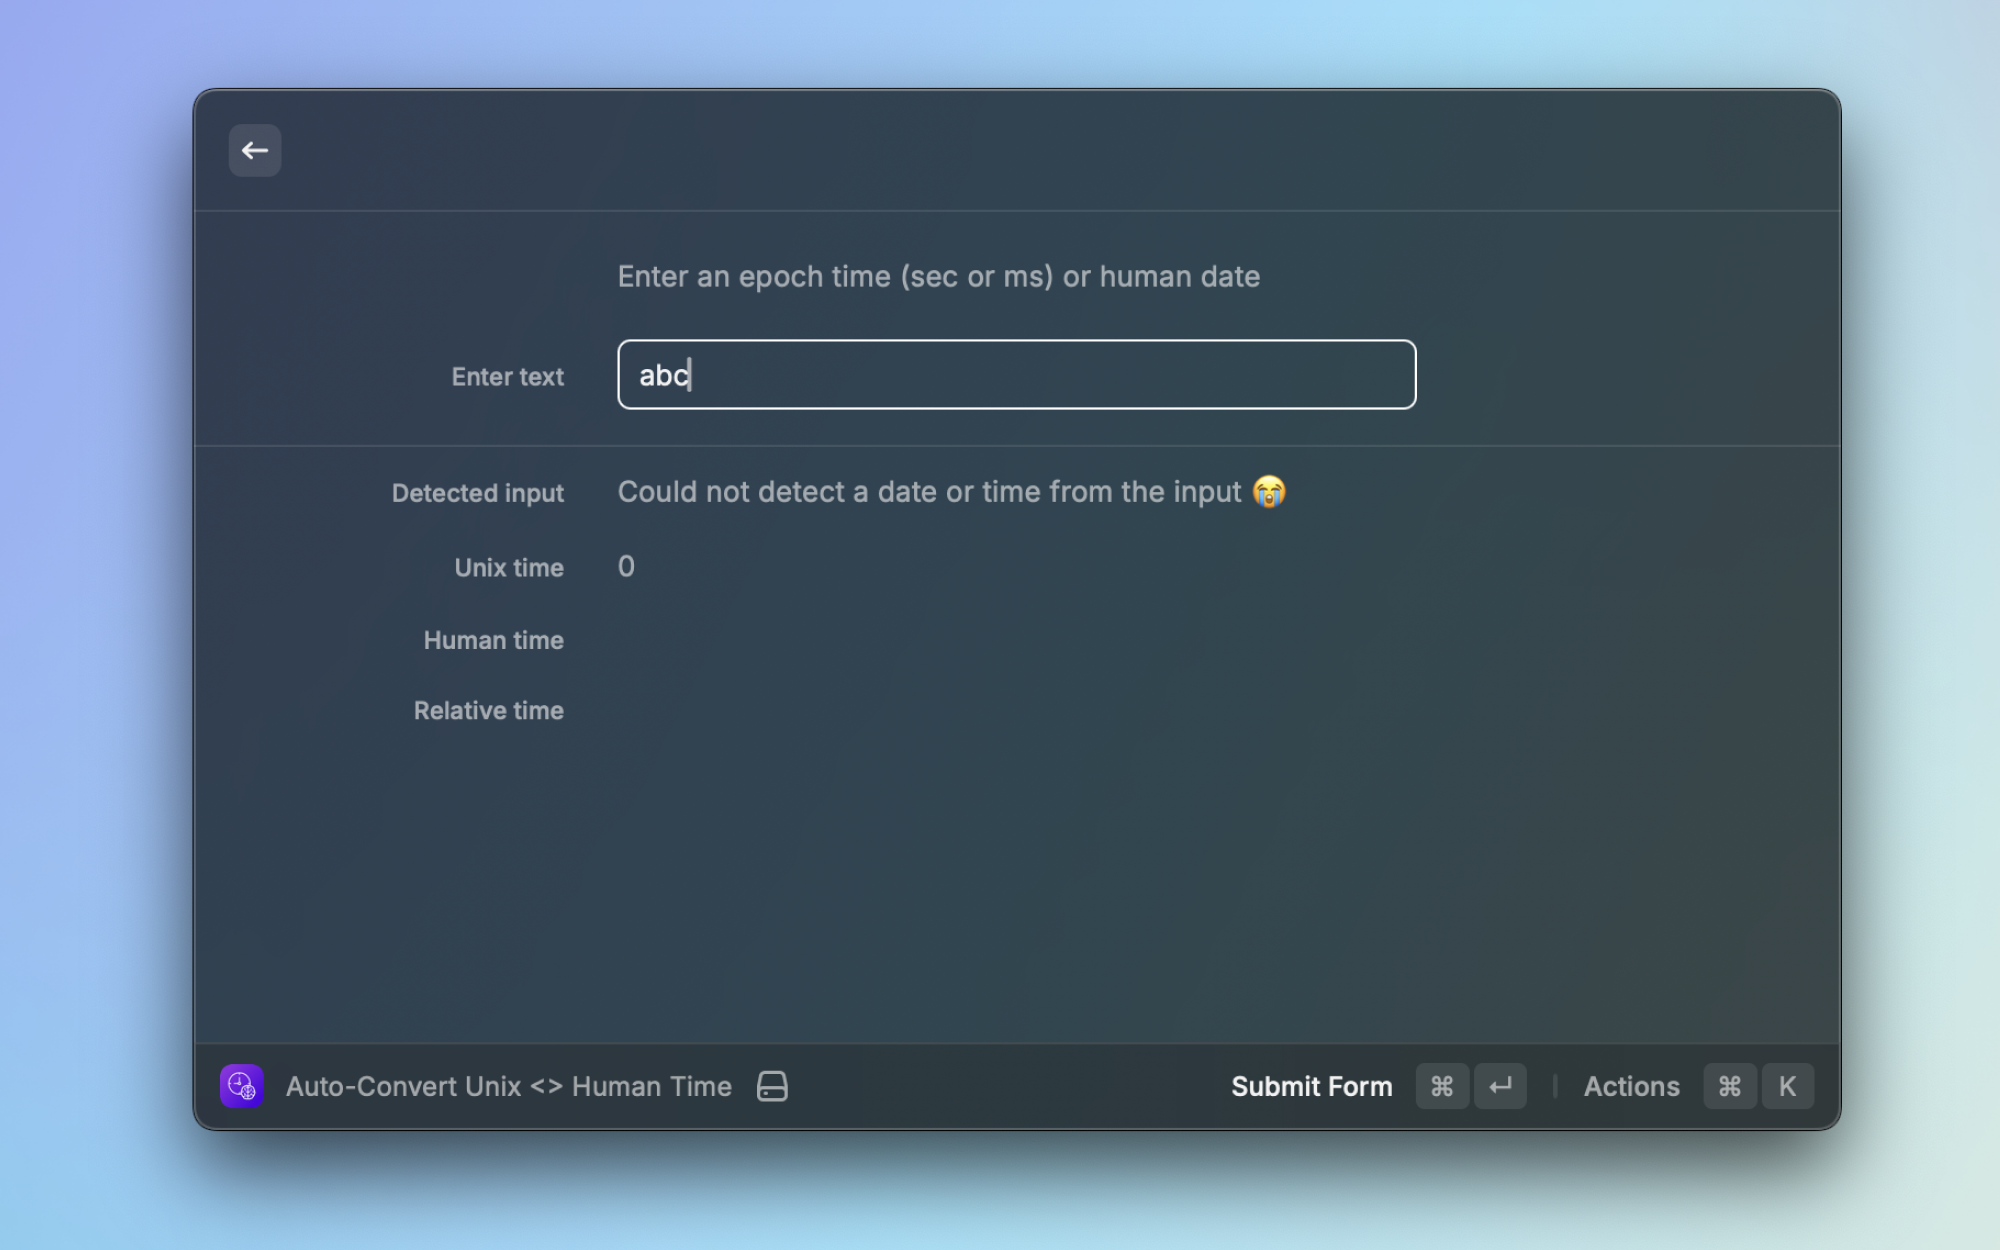 Enter an epoch time (sec or ms) or human date
Enter text abc
Detected input Could not detect a date or time from the input 😭
Unix time 0
Human time
Relative time
Auto-Convert Unix <> Human Time Submit Form ⌘ ↵ Actions ⌘ K